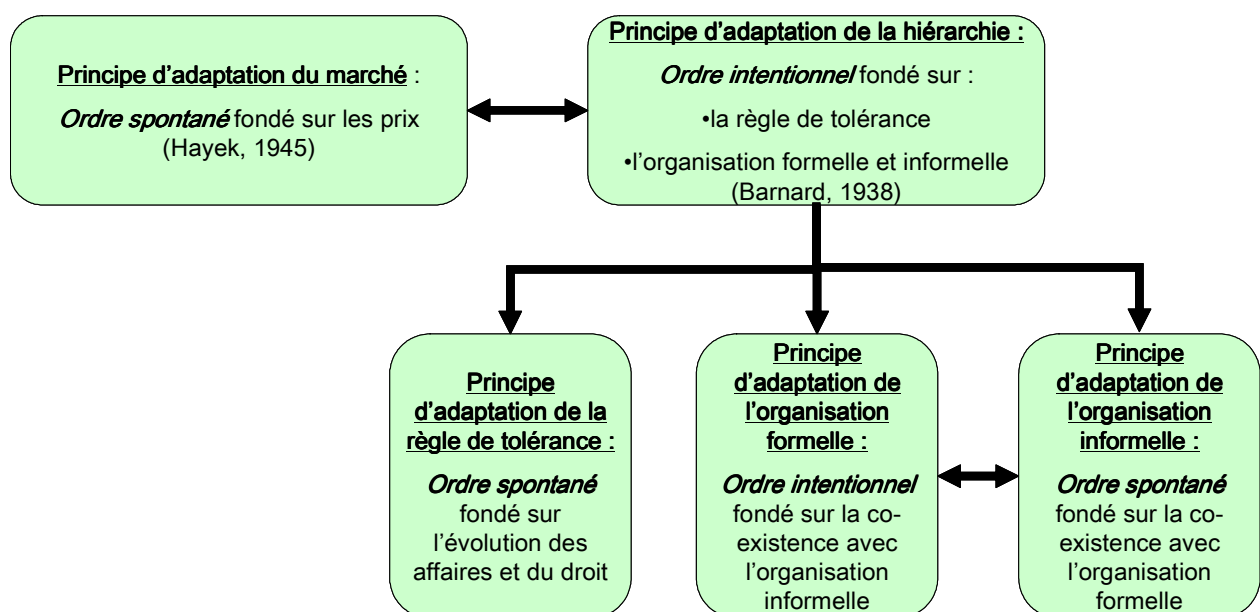 Principe d'adaptation du marché :
Ordre spontané fondé sur les prix
(Hayek, 1945)
Principe d'adaptation de la hiérarchie :
Ordre intentionnel fondé sur :
•la règle de tolérance
•l'organisation formelle et informelle
(Barnard, 1938)
Principe
d'adaptation de la
règle de tolérance :
Ordre spontané
fondé sur
l'évolution des
affaires et du droit
Principe
d'adaptation de
l'organisation
formelle :
Ordre intentionnel
fondé sur la co-
existence avec
l'organisation
informelle
Principe
d'adaptation de
l'organisation
informelle :
Ordre spontané
fondé sur la co-
existence avec
l'organisation
formelle